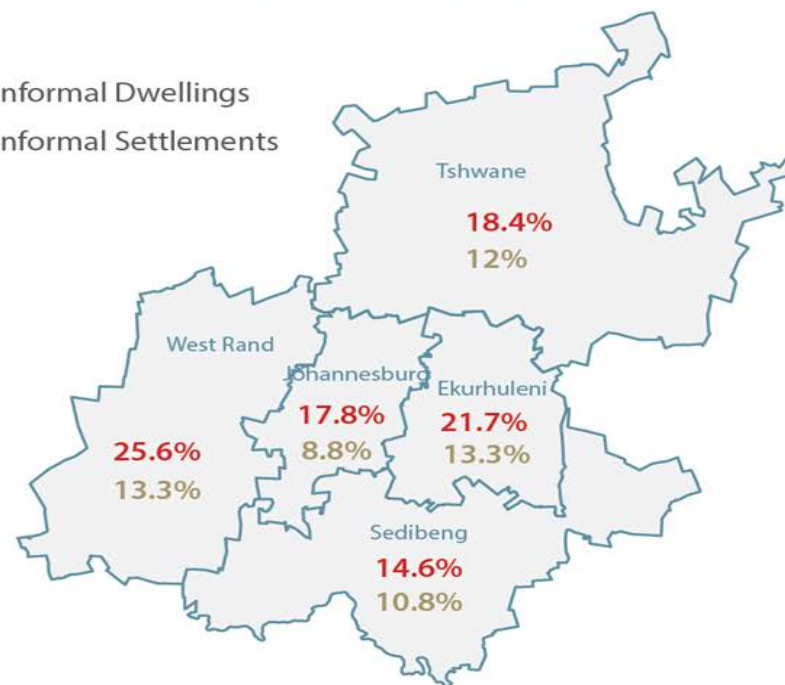 nformal Dwellings
nformal Settlements
Tshwane
18.4%
12%
West Rand
25.6%
13.3%
Johannesburg
17.8%
8.8%
Ekurhuleni
21.7%
13.3%
Sedibeng
14.6%
10.8%